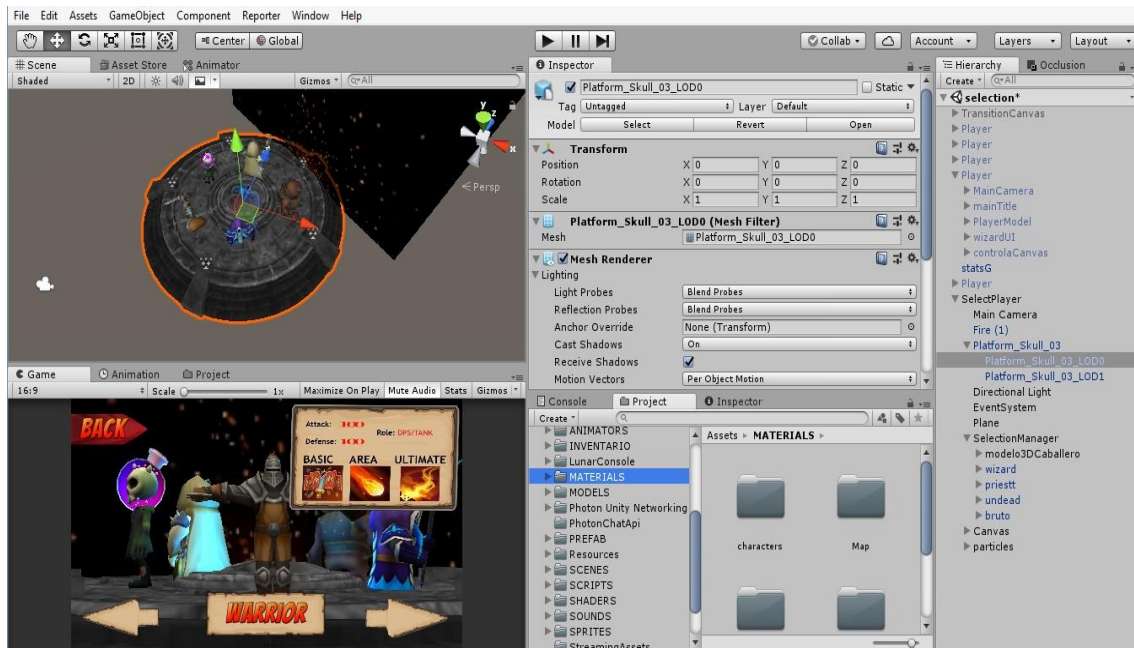 File Edit Assets GameObject Component Reporter Window Help
Center Global
Collab Account Layers Layout
Scene Asset Store Animator
Shaded 2D Gizmos All
y
z
x
Persp
Game Animation Project
16:9 Scale 1x Maximize On Play Mute Audio Stats Gizmos
BACK
Attack: 100
Role: DPS/TANK
Defense: 100
BASIC AREA ULTIMATE
WARRIOR
Inspector
Platform_Skull_03_LOD0 Static
Tag Untagged Layer Default
Model Select Revert Open
Transform
Position X 0 Y 0 Z 0
Rotation X 0 Y 0 Z 0
Scale X 1 Y 1 Z 1
Platform_Skull_03_LOD0 (Mesh Filter)
Mesh Platform_Skull_03_LOD0
Mesh Renderer
Lighting
Light Probes Blend Probes
Reflection Probes Blend Probes
Anchor Override None (Transform)
Cast Shadows On
Receive Shadows
Motion Vectors Per Object Motion
Console Project Inspector
Create
ANIMATORS
INVENTARIO
LunarConsole
MATERIALS
MODELS
Photon Unity Networking
PhotonChatApi
PREFAB
Resources
SCENES
SCRIPTS
SHADERS
SOUNDS
SPRITES
StreamingAssets
Assets MATERIALS
characters Map
Hierarchy Occlusion
Create All
selection*
TransitionCanvas
Player
Player
Player
Player
MainCamera
mainTitle
PlayerModel
wizardUI
controlaCanvas
statsG
Player
SelectPlayer
Main Camera
Fire (1)
Platform_Skull_03
Platform_Skull_03_LOD0
Platform_Skull_03_LOD1
Directional Light
EventSystem
Plane
SelectionManager
modelo3DCaballero
wizard
priestt
undead
bruto
Canvas
particles